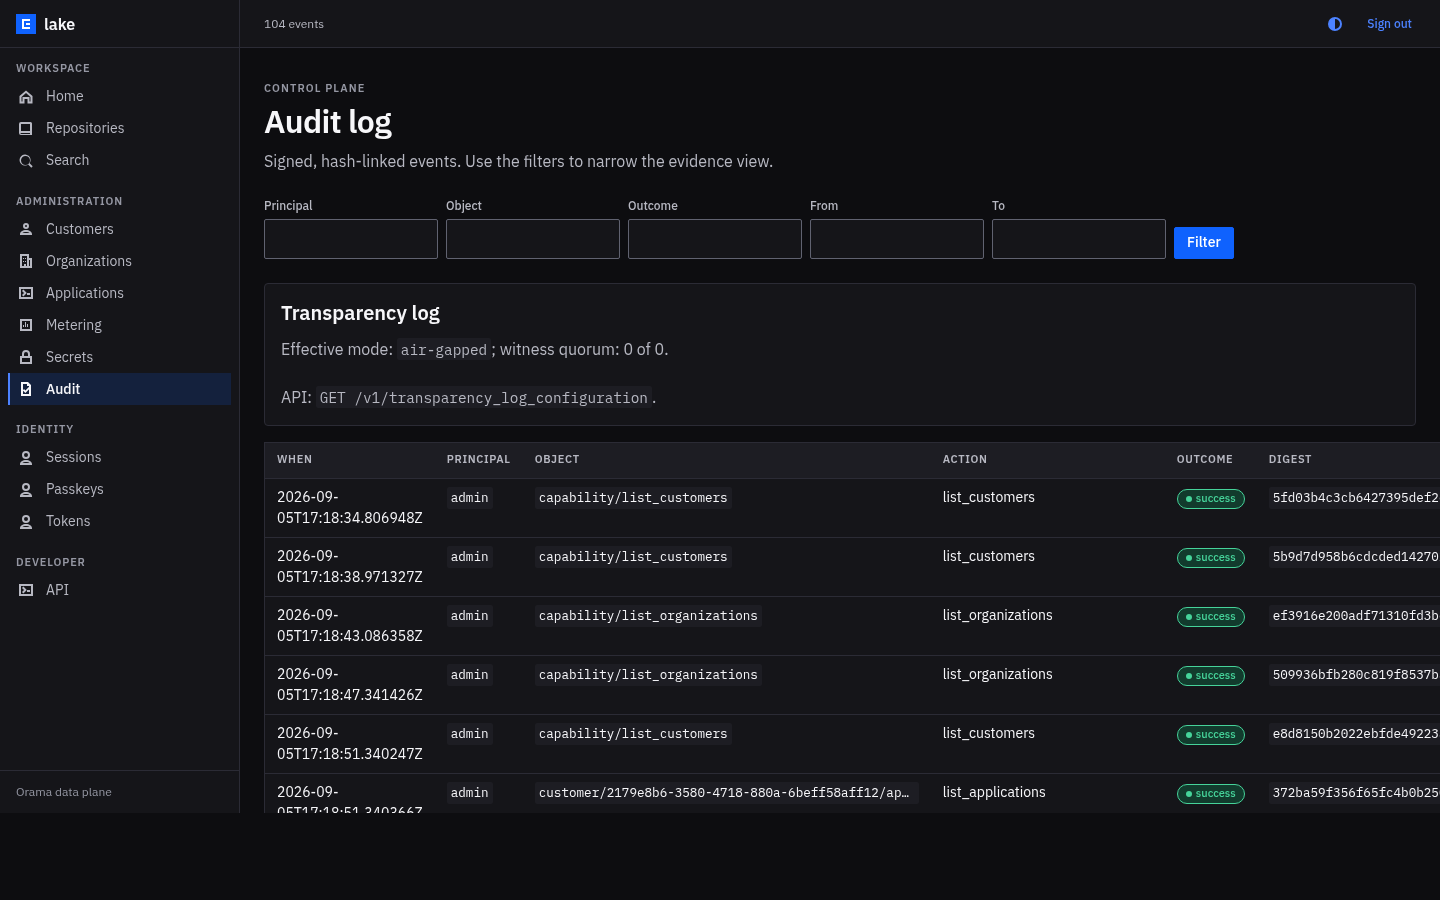 lake
104 events
Sign out
WORKSPACE
Home
Repositories
Search
ADMINISTRATION
Customers
Organizations
Applications
Metering
Secrets
Audit
IDENTITY
Sessions
Passkeys
Tokens
DEVELOPER
API
Orama data plane
CONTROL PLANE
Audit log
Signed, hash-linked events. Use the filters to narrow the evidence view.
Principal Object Outcome From To
Filter
Transparency log
Effective mode: air-gapped; witness quorum: 0 of 0.
API: GET /v1/transparency_log_configuration.
WHEN PRINCIPAL OBJECT ACTION OUTCOME DIGEST
2026-09-05T17:18:34.806948Z admin capability/list_customers list_customers success 5fd03b4c3cb6427395def2
2026-09-05T17:18:38.971327Z admin capability/list_customers list_customers success 5b9d7d958b6cdcded14270
2026-09-05T17:18:43.086358Z admin capability/list_organizations list_organizations success ef3916e200adf71310fd3b
2026-09-05T17:18:47.341426Z admin capability/list_organizations list_organizations success 509936bfb280c819f8537b
2026-09-05T17:18:51.340247Z admin capability/list_customers list_customers success e8d8150b2022ebfde49223
2026-09-05T17:18:51.340366Z admin customer/2179e8b6-3580-4718-880a-6beff58aff12/ap… list_applications success 372ba59f356f65fc4b0b25